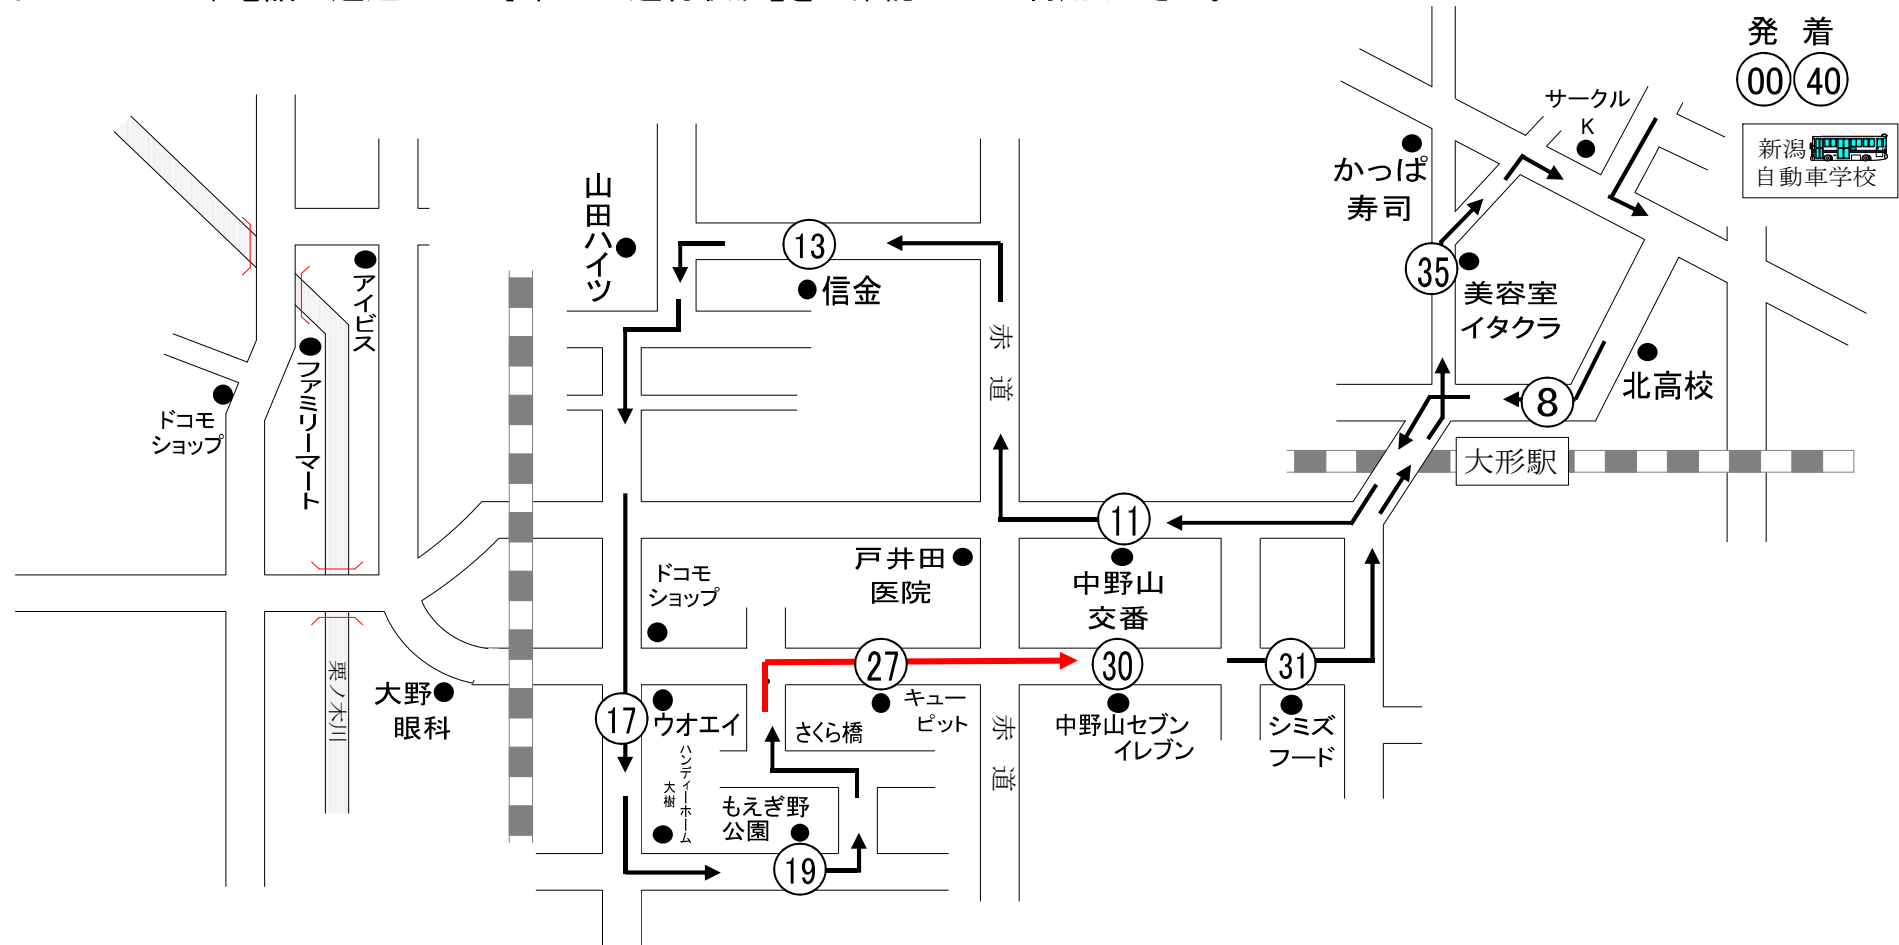 発 着
00 40
新潟
自動車学校
サークル
K
かっぱ
寿司
35
美容室
イタクラ
北高校
8
大形駅
山田ハイツ
13
信金
赤道
アイビス
ファミリーマート
ドコモ
ショップ
11
中野山
交番
戸井田
医院
ドコモ
ショップ
27
30
31
キュー
ピット
中野山セブン
イレブン
シミズ
フード
赤道
栗ノ木川
大野
眼科
17
ウオエイ
さくら橋
ハンディーホーム
大樹
もえぎ野
公園
19